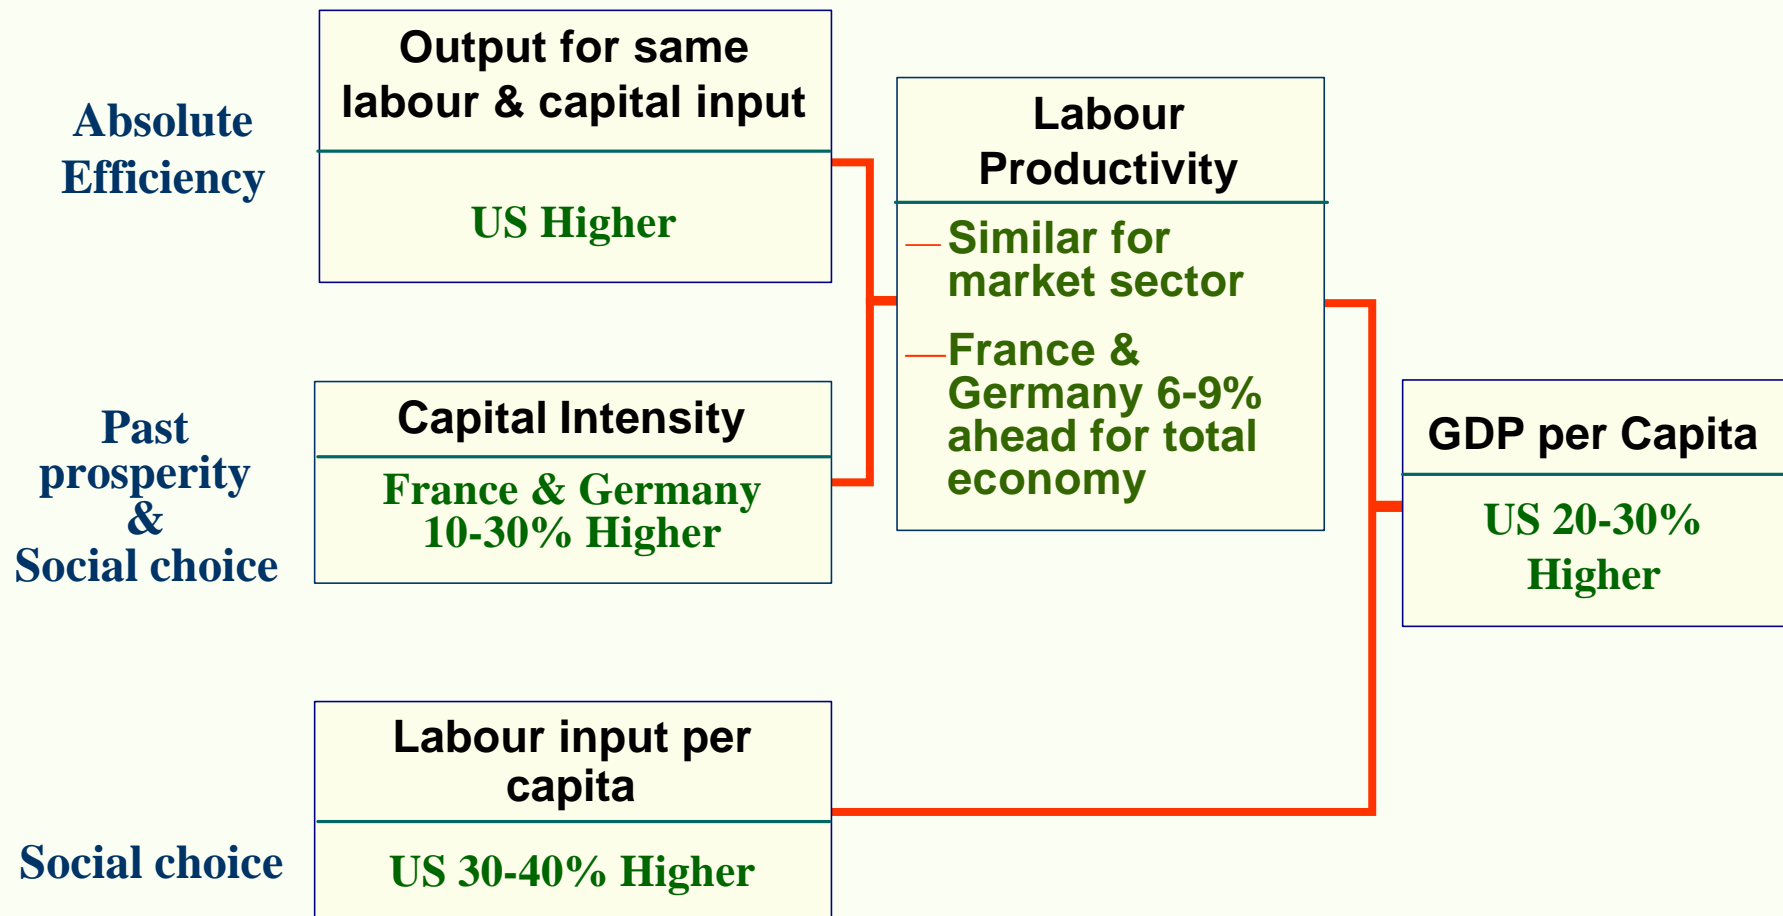 Absolute
Efficiency
Output for same
labour & capital input
US Higher
Past
prosperity
&
Social choice
Capital Intensity
France & Germany
10-30% Higher
Social choice
Labour input per
capita
US 30-40% Higher
Labour
Productivity
— Similar for
market sector
— France &
Germany 6-9%
ahead for total
economy
GDP per Capita
US 20-30%
Higher